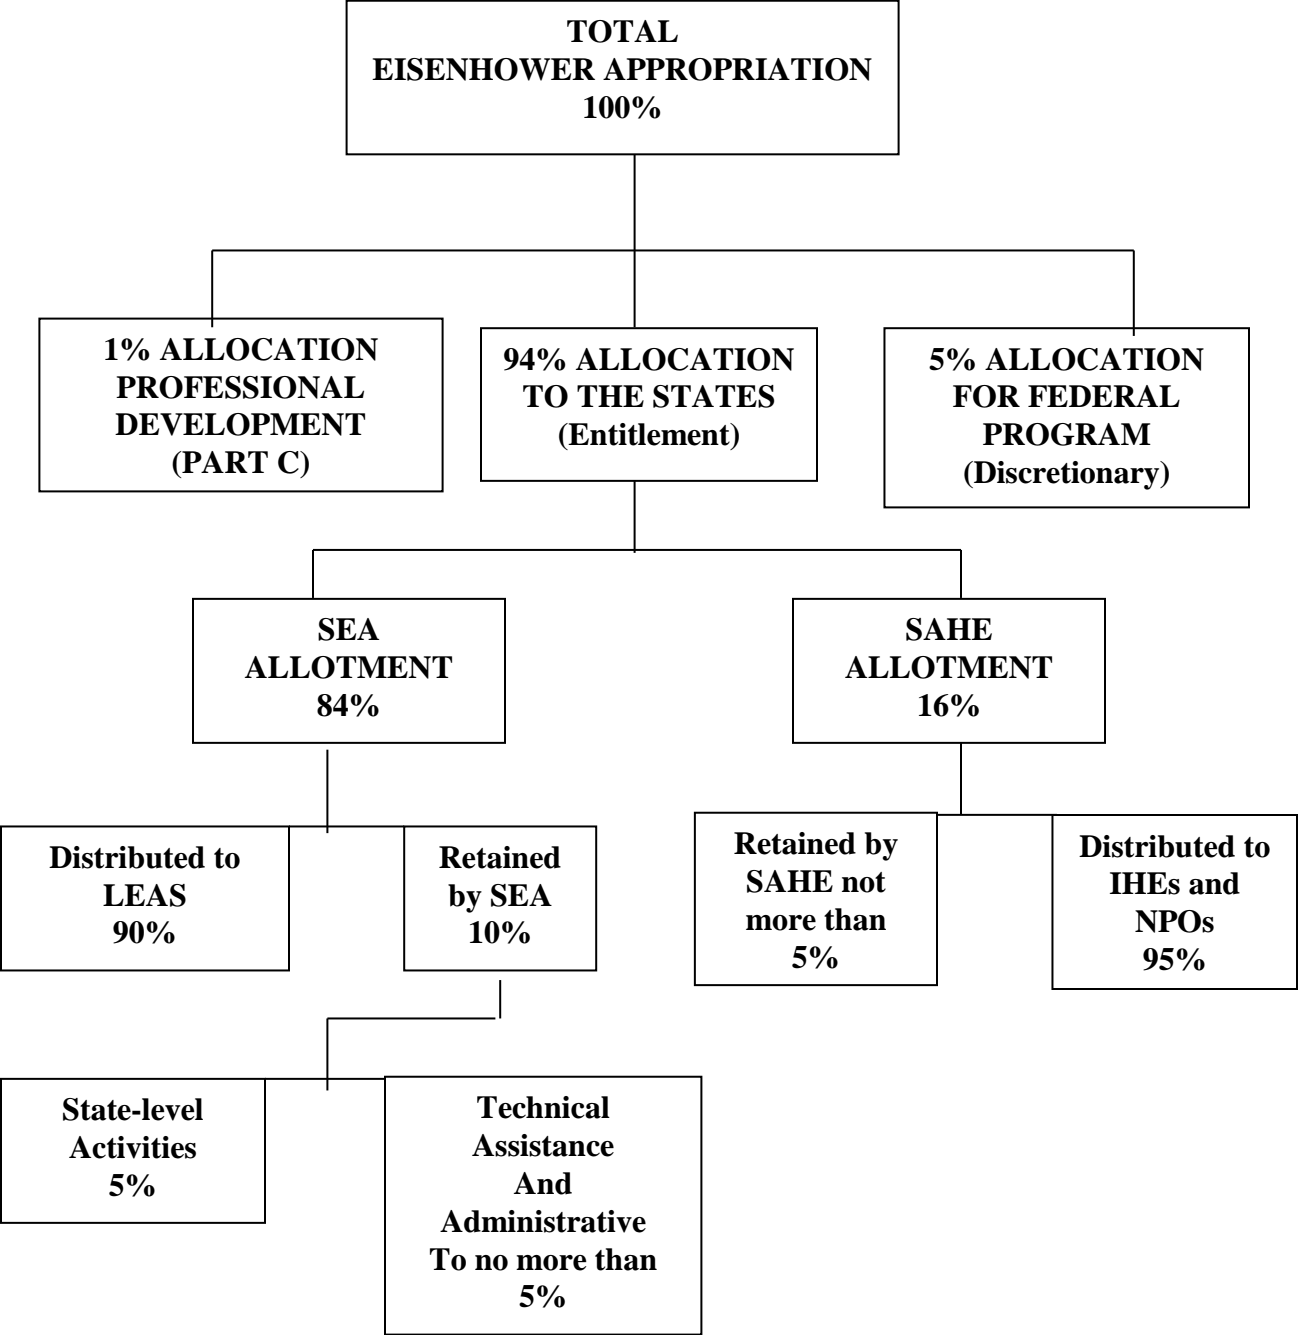 TOTAL
EISENHOWER APPROPRIATION
100%
1% ALLOCATION
PROFESSIONAL
DEVELOPMENT
(PART C)
94% ALLOCATION
TO THE STATES
(Entitlement)
5% ALLOCATION
FOR FEDERAL
PROGRAM
(Discretionary)
SEA
ALLOTMENT
84%
SAHE
ALLOTMENT
16%
Distributed to
LEAS
90%
Retained
by SEA
10%
Retained by
SAHE not
more than
5%
Distributed to
IHEs and
NPOs
95%
State-level
Activities
5%
Technical
Assistance
And
Administrative
To no more than
5%